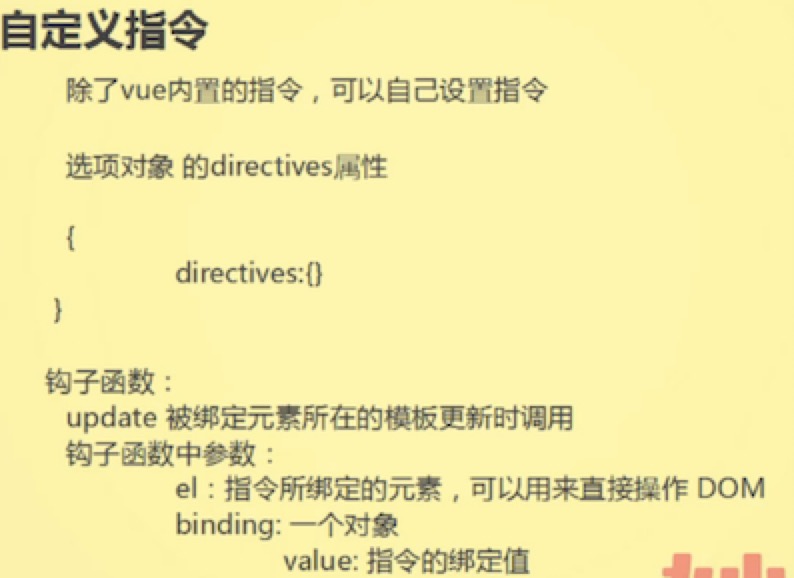 自定义指令
除了vue内置的指令，可以自己设置指令
选项对象 的directives属性
{
directives:{}
}
钩子函数：
update 被绑定元素所在的模板更新时调用
钩子函数中参数：
el：指令所绑定的元素，可以用来直接操作 DOM
binding: 一个对象
value: 指令的绑定值